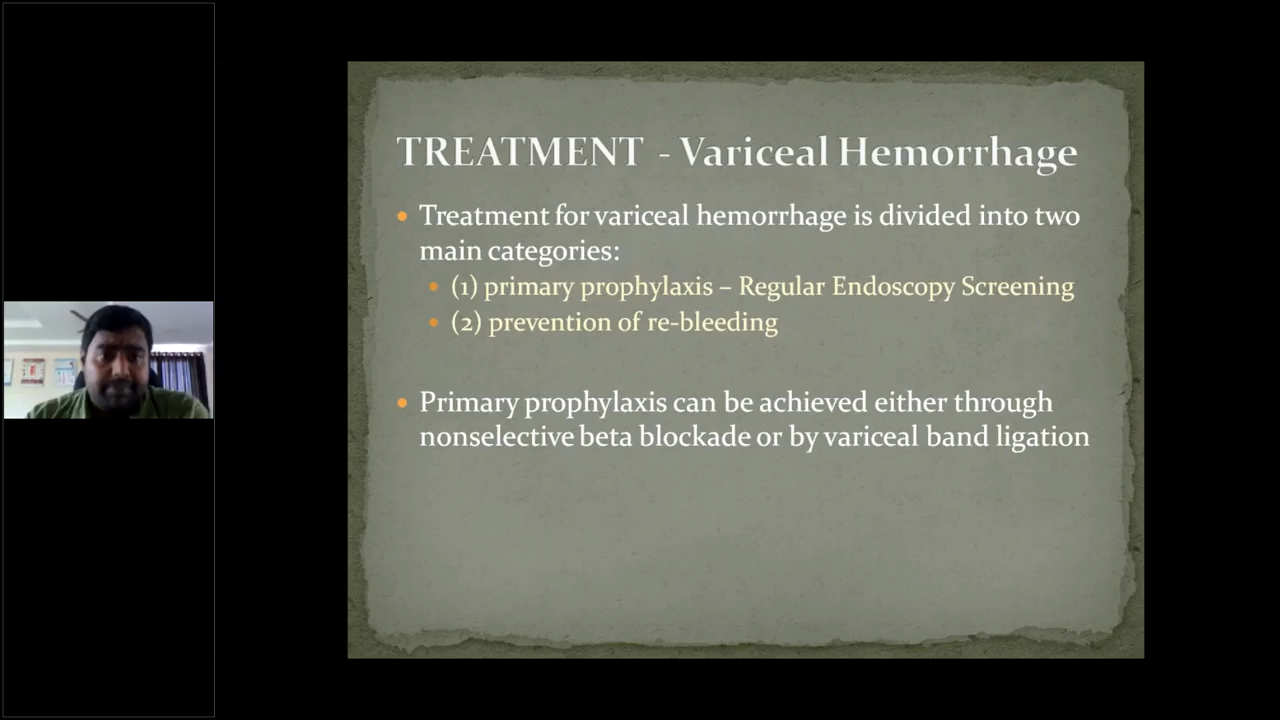 TREATMENT - Variceal Hemorrhage
• Treatment for variceal hemorrhage is divided into two
main categories:
• (1) primary prophylaxis – Regular Endoscopy Screening
• (2) prevention of re-bleeding
• Primary prophylaxis can be achieved either through
nonselective beta blockade or by variceal band ligation